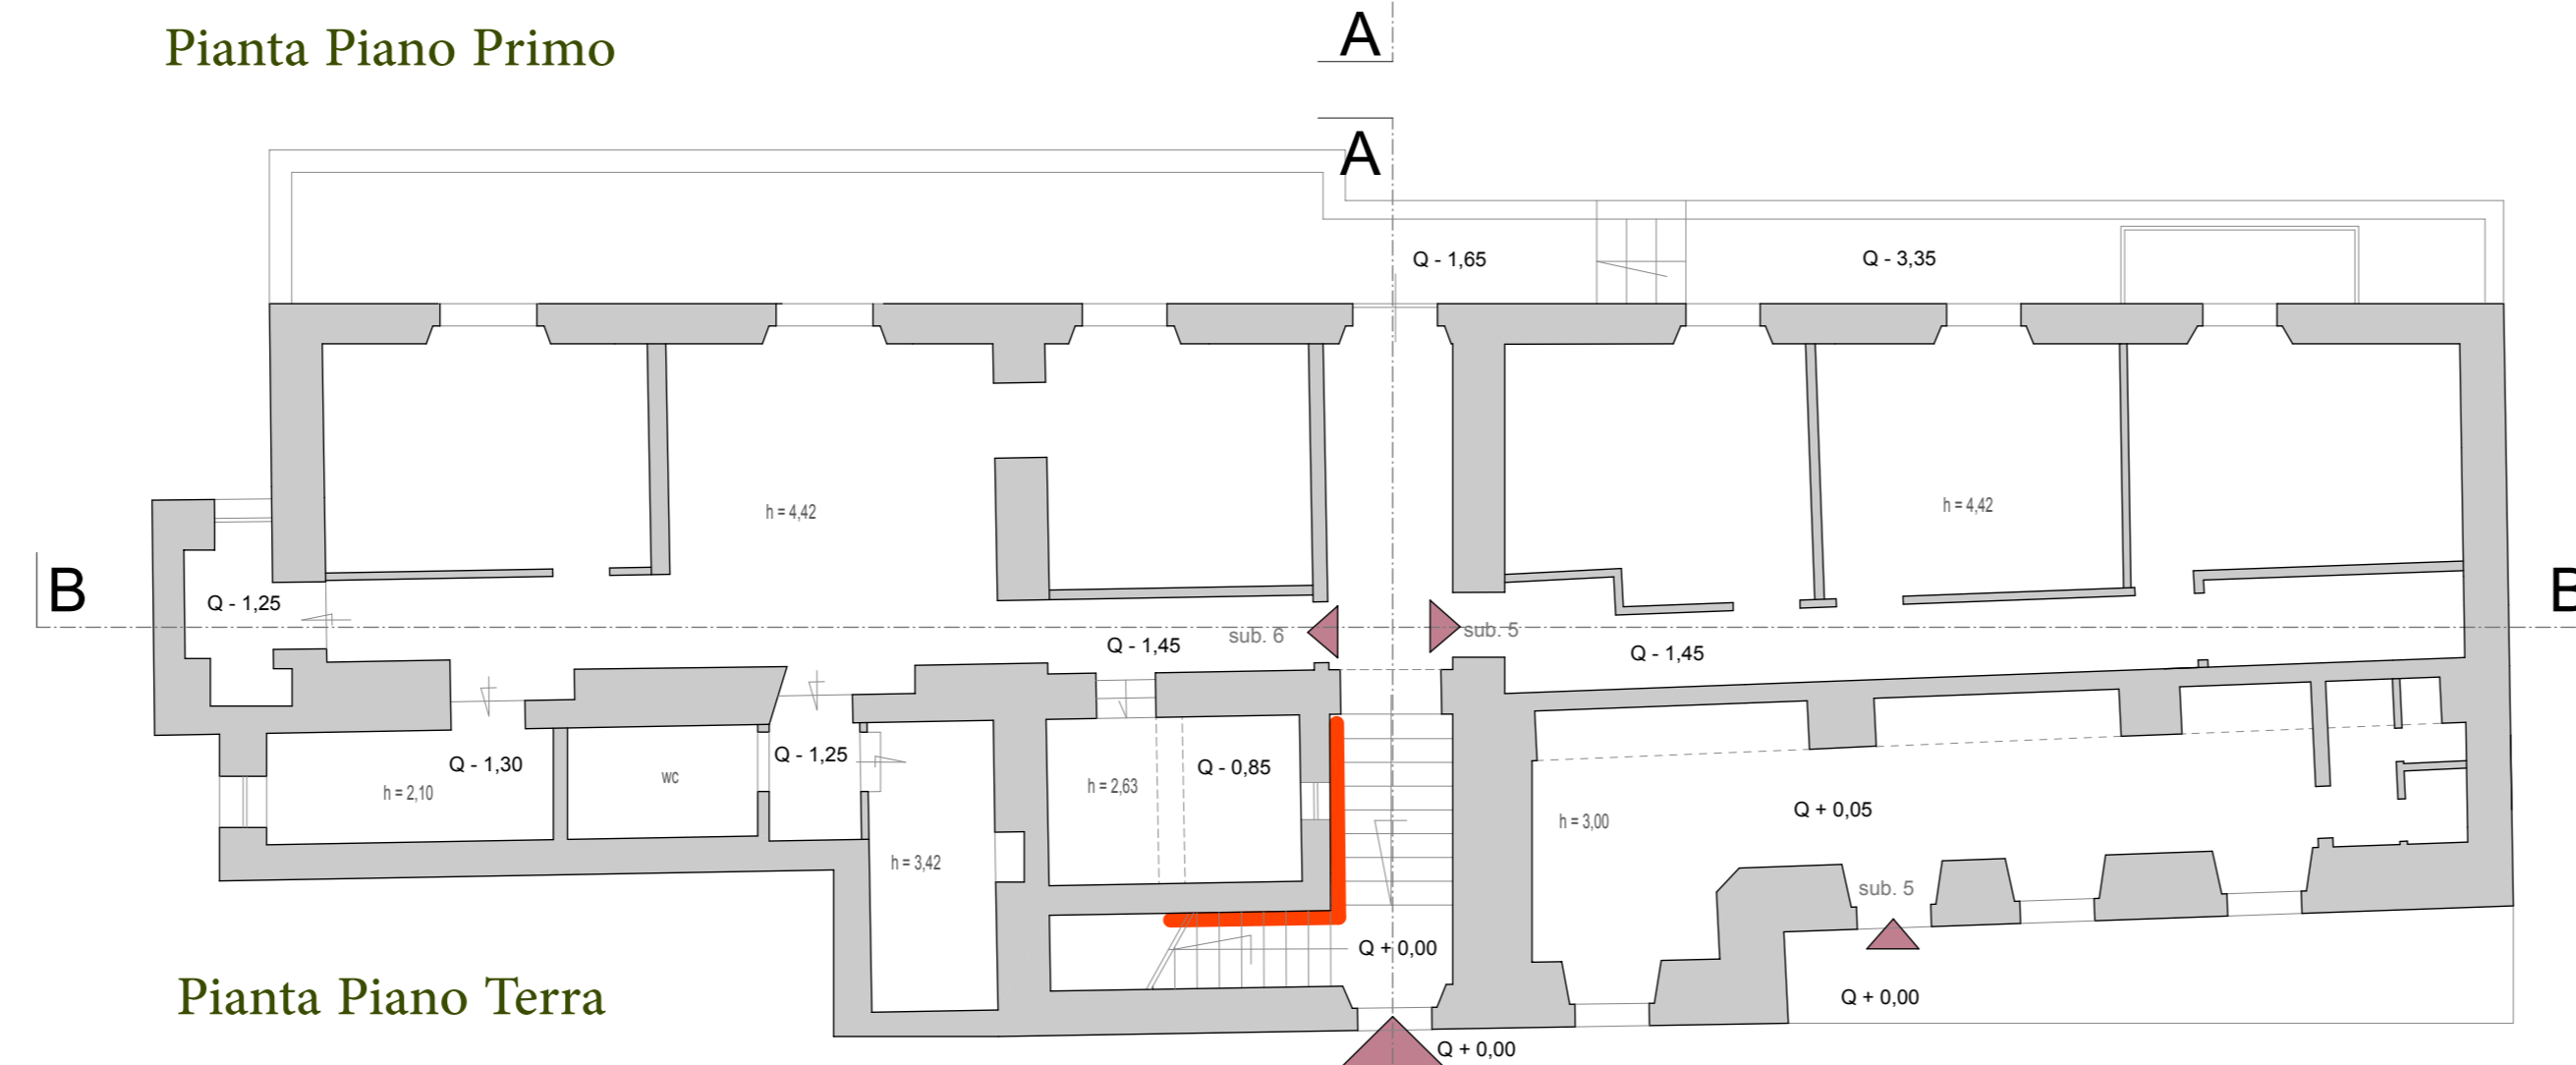 Pianta Piano Primo
A
A
Q - 1,65
Q - 3,35
h = 4,42
h = 4,42
B
Q - 1,25
B
Q - 1,45
sub. 6
sub. 5
Q - 1,45
Q - 1,30
h = 2,10
wc
Q - 1,25
h = 2,63
Q - 0,85
h = 3,42
h = 3,00
Q + 0,05
sub. 5
Q + 0,00
Q + 0,00
Pianta Piano Terra
Q + 0,00